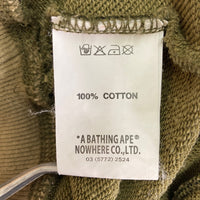 100% COTTON
"A BATHING APE®
NOWHERE CO.,LTD.
03 (5772) 2524